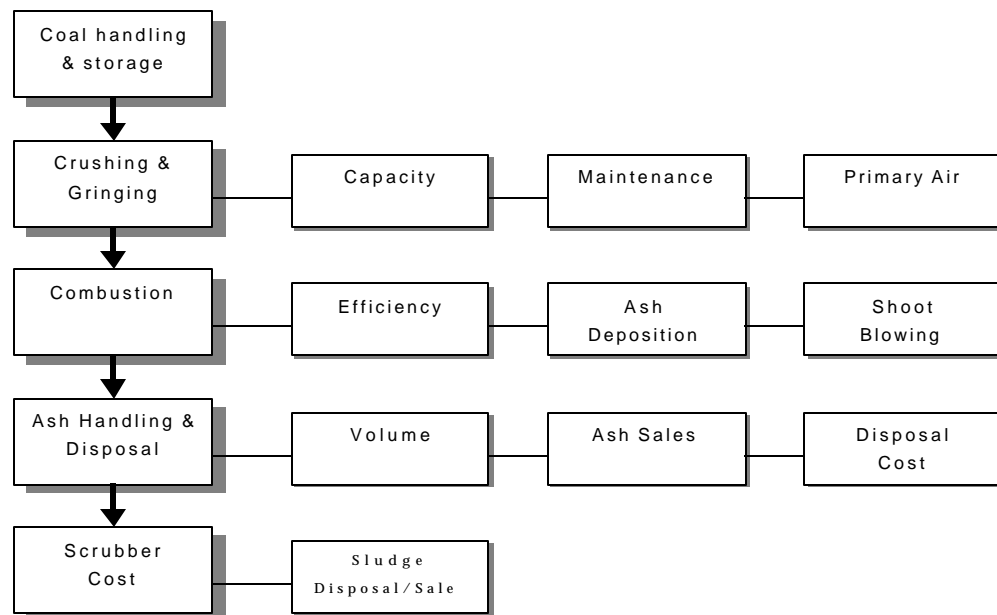 Coal handling
& storage
Crushing &
Gringing
Capacity
Maintenance
Primary Air
Combustion
Efficiency
Ash
Deposition
Shoot
Blowing
Ash Handling &
Disposal
Volume
Ash Sales
Disposal
Cost
Scrubber
Cost
Sludge
Disposal/Sale